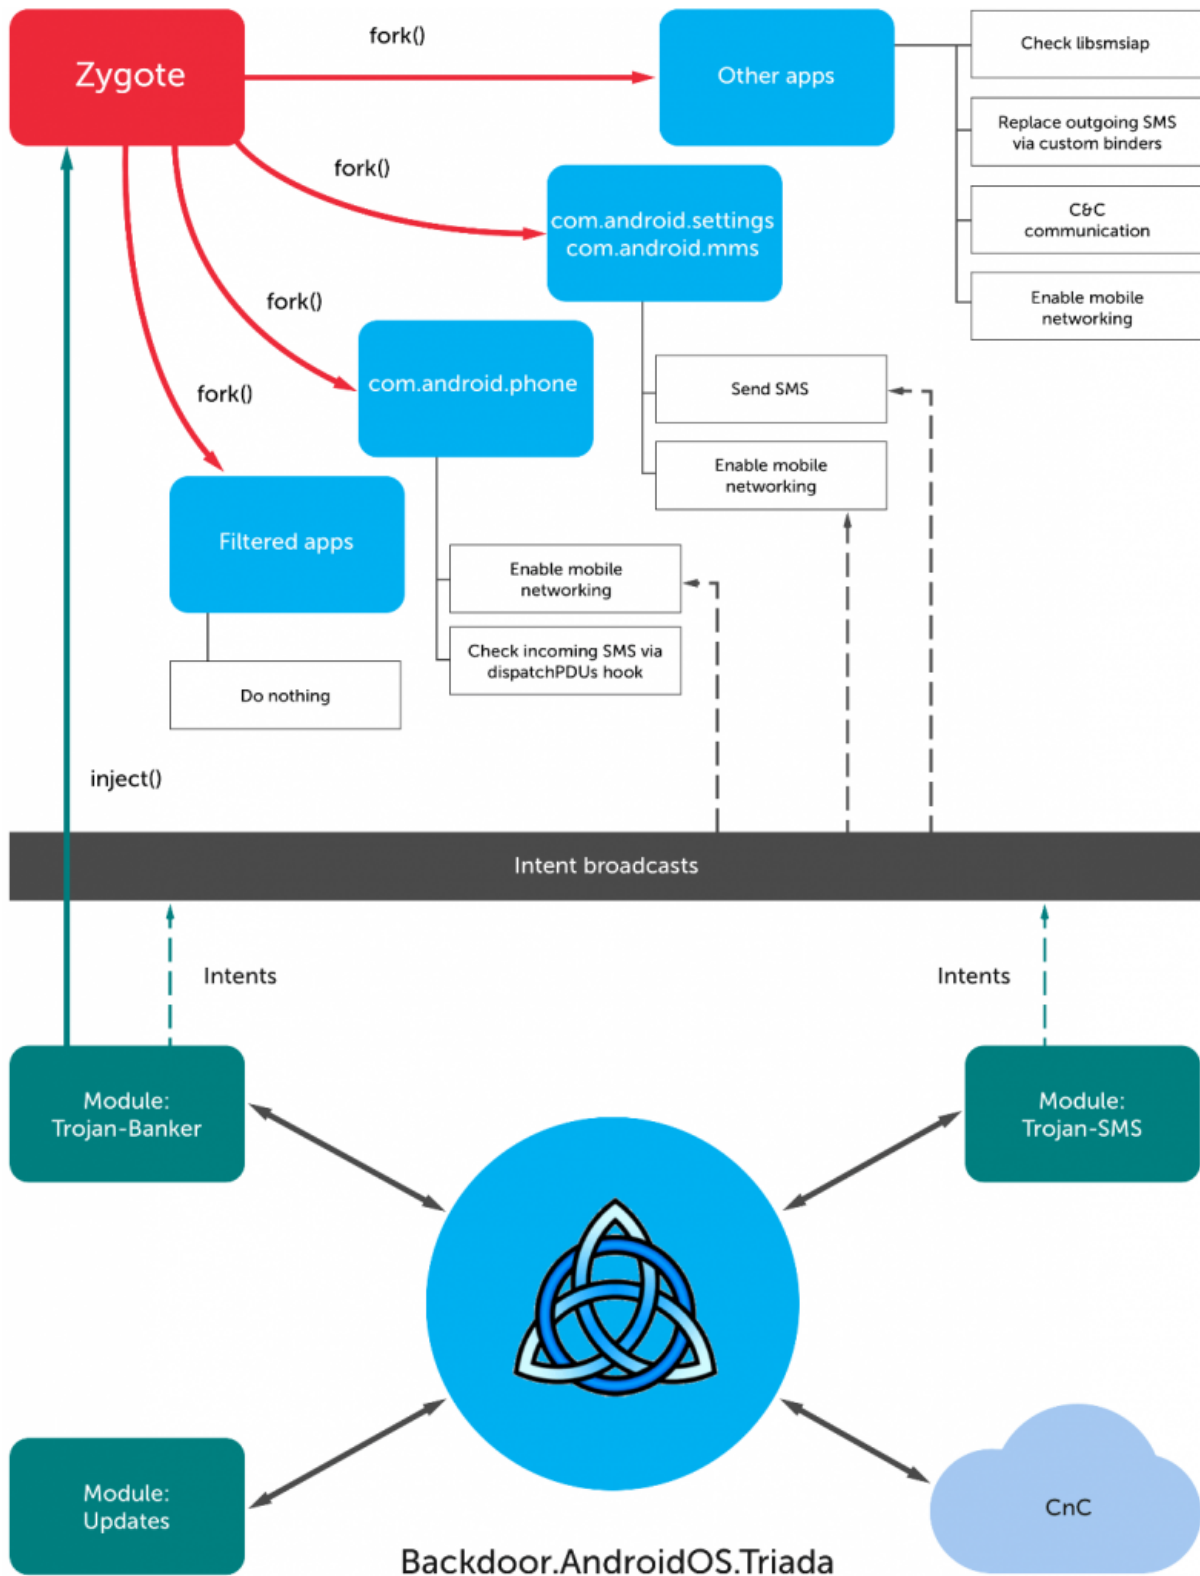 Zygote
fork()
Other apps
Check libsmsiap
Replace outgoing SMS
via custom binders
C&C
communication
Enable mobile
networking
fork()
com.android.settings
com.android.mms
Send SMS
Enable mobile
networking
fork()
com.android.phone
Enable mobile
networking
Check incoming SMS via
dispatchPDUs hook
fork()
Filtered apps
Do nothing
inject()
Intent broadcasts
Intents
Intents
Module:
Trojan-Banker
Module:
Trojan-SMS
Module:
Updates
CnC
Backdoor.AndroidOS.Triada